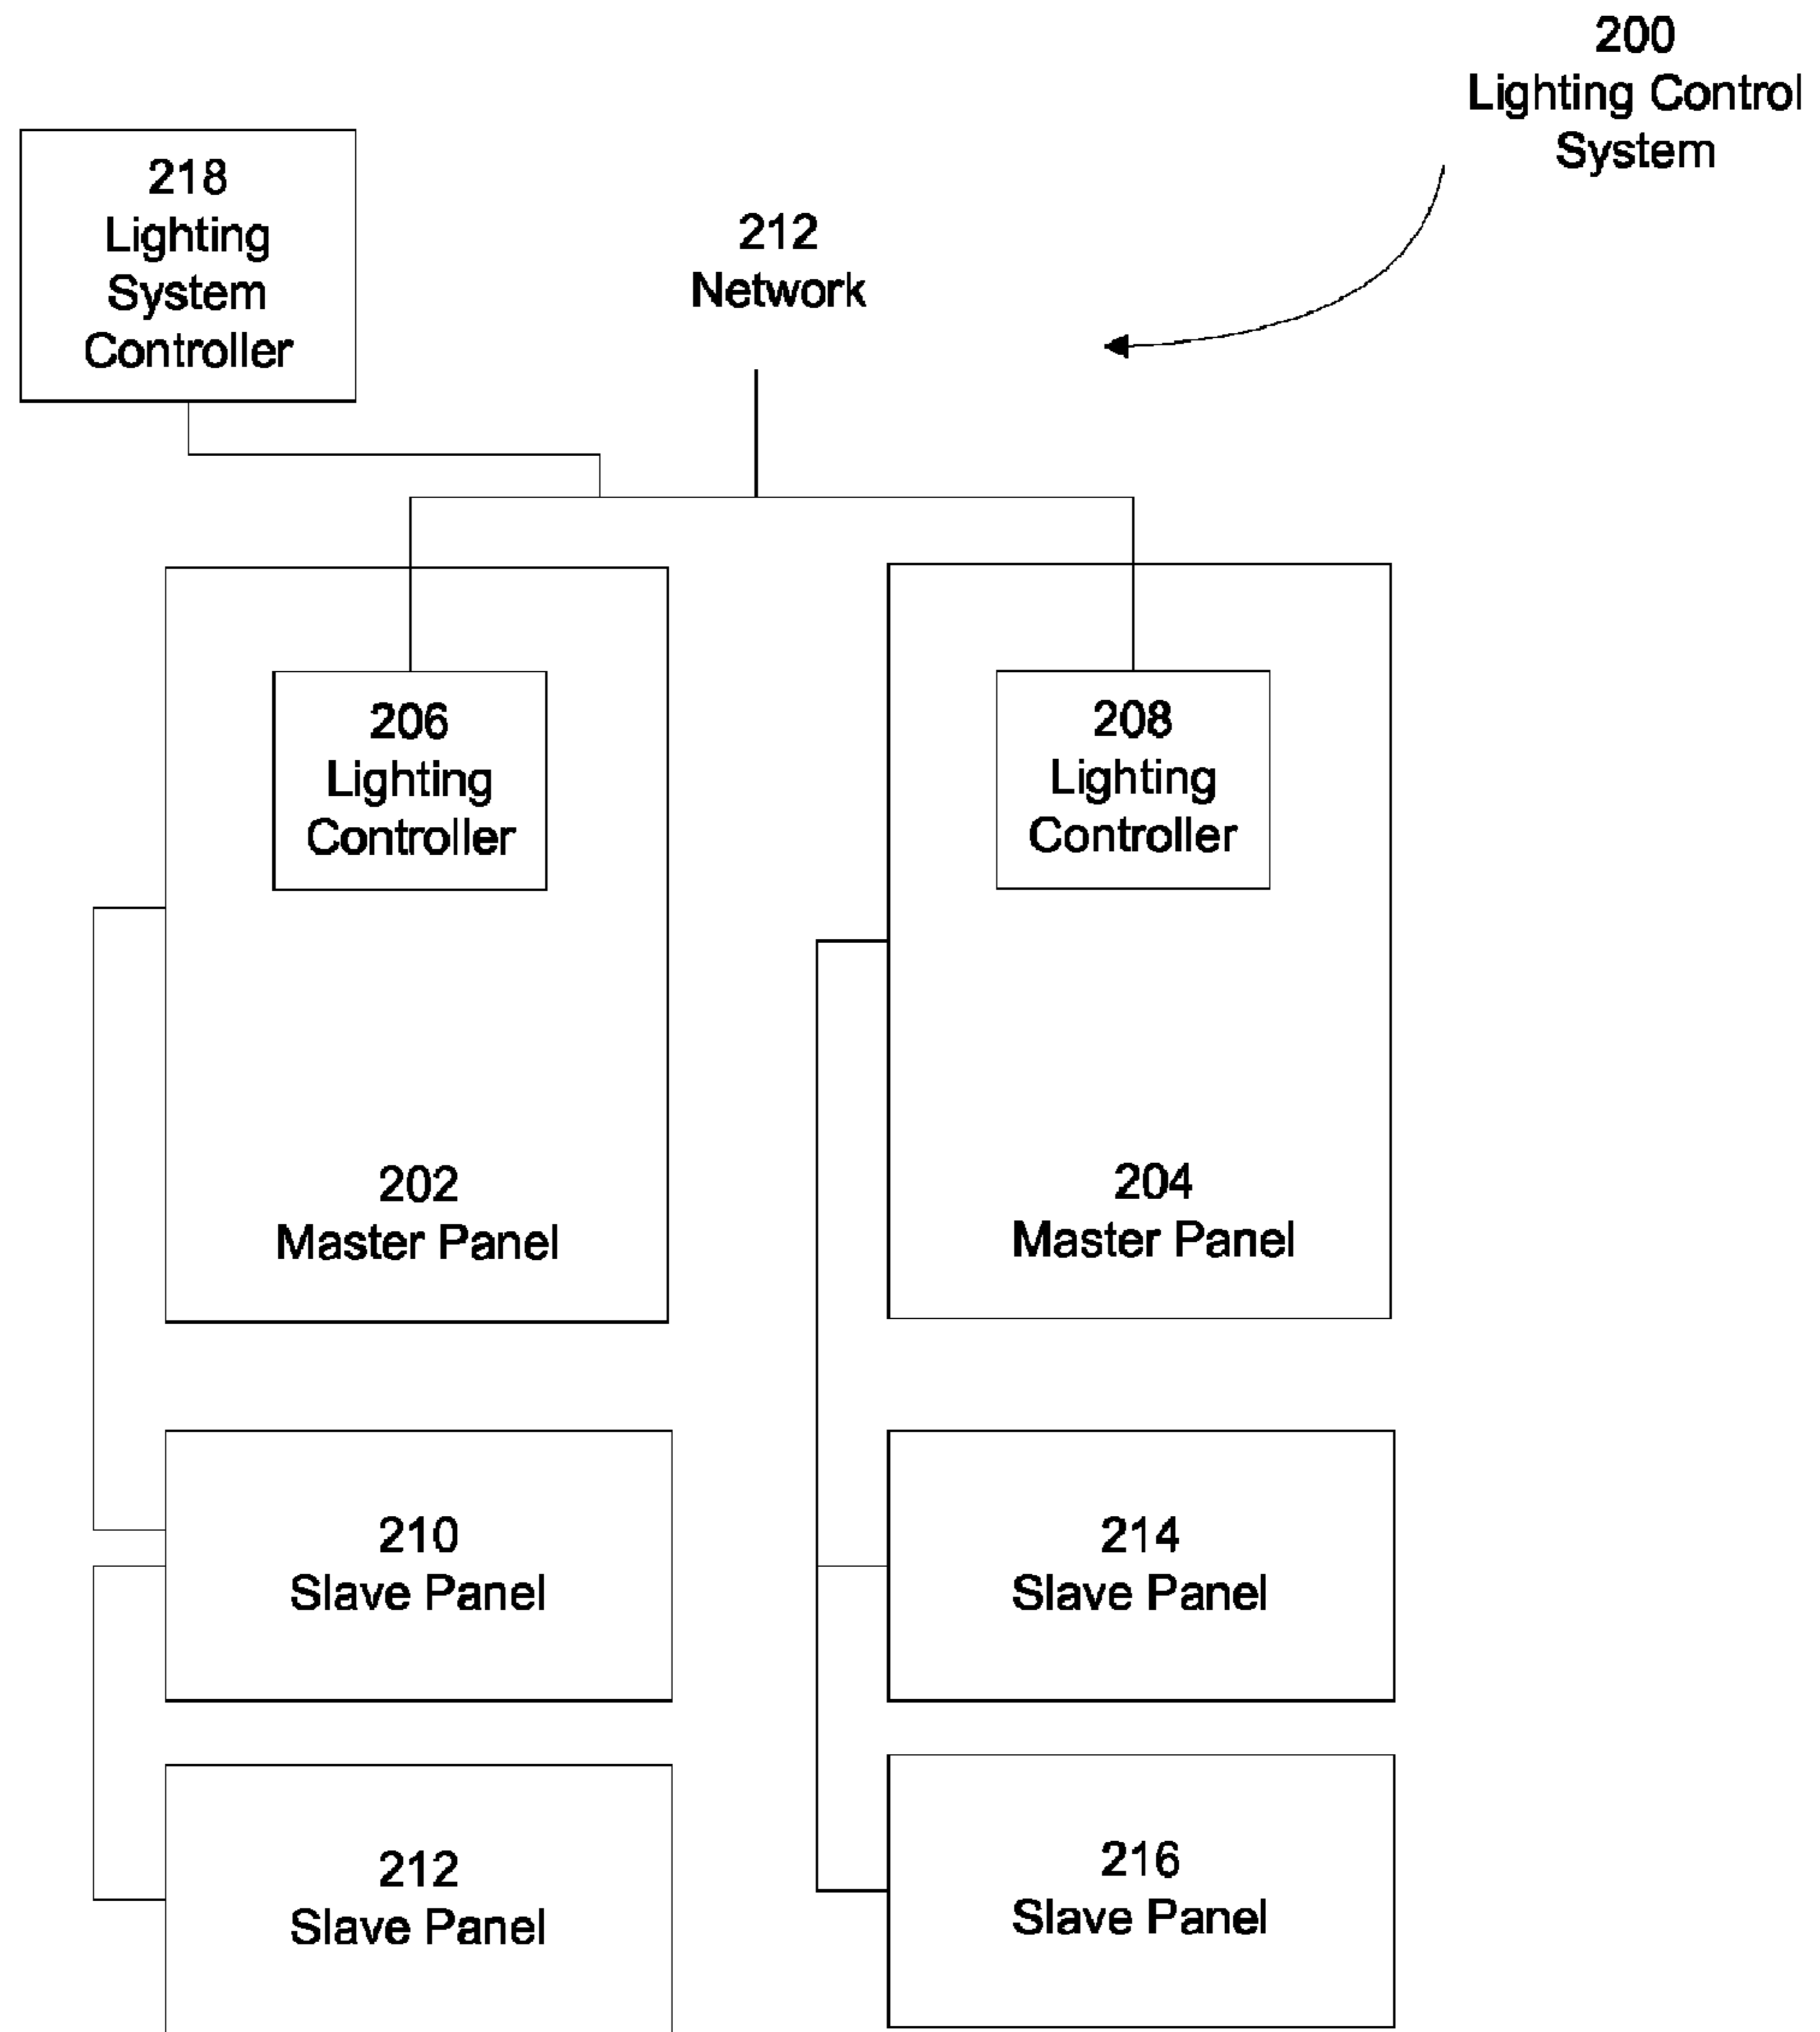 200
Lighting Control
System
218
Lighting
System
Controller
212
Network
206
Lighting
Controller
208
Lighting
Controller
202
Master Panel
204
Master Panel
210
Slave Panel
214
Slave Panel
212
Slave Panel
216
Slave Panel